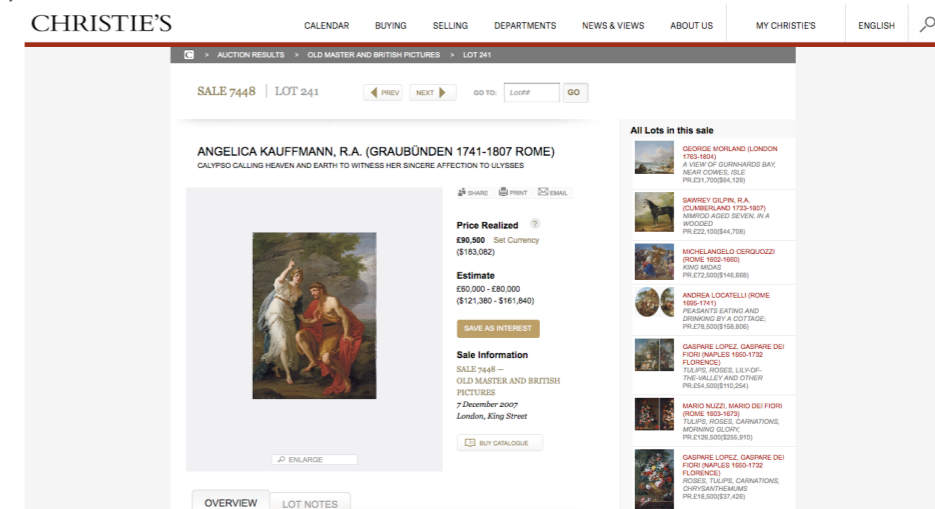 CHRISTIE'S
CALENDAR BUYING SELLING DEPARTMENTS NEWS & VIEWS ABOUT US MY CHRISTIE'S ENGLISH
C > AUCTION RESULTS > OLD MASTER AND BRITISH PICTURES > LOT 241
SALE 7448 | LOT 241
PREV NEXT GO TO: Lot## GO
ANGELICA KAUFFMANN, R.A. (GRAUBÜNDEN 1741-1807 ROME)
CALYPSO CALLING HEAVEN AND EARTH TO WITNESS HER SINCERE AFFECTION TO ULYSSES
SHARE PRINT EMAIL
Price Realized ?
£90,500 Set Currency
($183,082)
Estimate
£60,000 - £80,000
($121,380 - $161,840)
SAVE AS INTEREST
Sale Information
SALE 7448 —
OLD MASTER AND BRITISH
PICTURES
7 December 2007
London, King Street
BUY CATALOGUE
ENLARGE
OVERVIEW LOT NOTES
All Lots in this sale
GEORGE MORLAND (LONDON
1763-1804)
A VIEW OF GURNHARDS BAY,
NEAR COWES, ISLE
PR.£31,700($64,129)
SAWREY GILPIN, R.A.
(CUMBERLAND 1733-1807)
NIMROD AGED SEVEN, IN A
WOODED
PR.£22,100($44,708)
MICHELANGELO CERQUOZZI
(ROME 1602-1660)
KING MIDAS
PR.£72,500($146,668)
ANDREA LOCATELLI (ROME
1695-1741)
PEASANTS EATING AND
DRINKING BY A COTTAGE;
PR.£78,500($158,806)
GASPARE LOPEZ, GASPARE DEI
FIORI (NAPLES 1650-1732
FLORENCE)
TULIPS, ROSES, LILY-OF-
THE-VALLEY AND OTHER
PR.£54,500($110,254)
MARIO NUZZI, MARIO DEI FIORI
(ROME 1603-1673)
TULIPS, ROSES, CARNATIONS,
MORNING GLORY,
PR.£126,500($255,910)
GASPARE LOPEZ, GASPARE DEI
FIORI (NAPLES 1650-1732
FLORENCE)
ROSES, TULIPS, CARNATIONS,
CHRYSANTHEMUMS
PR.£18,500($37,426)